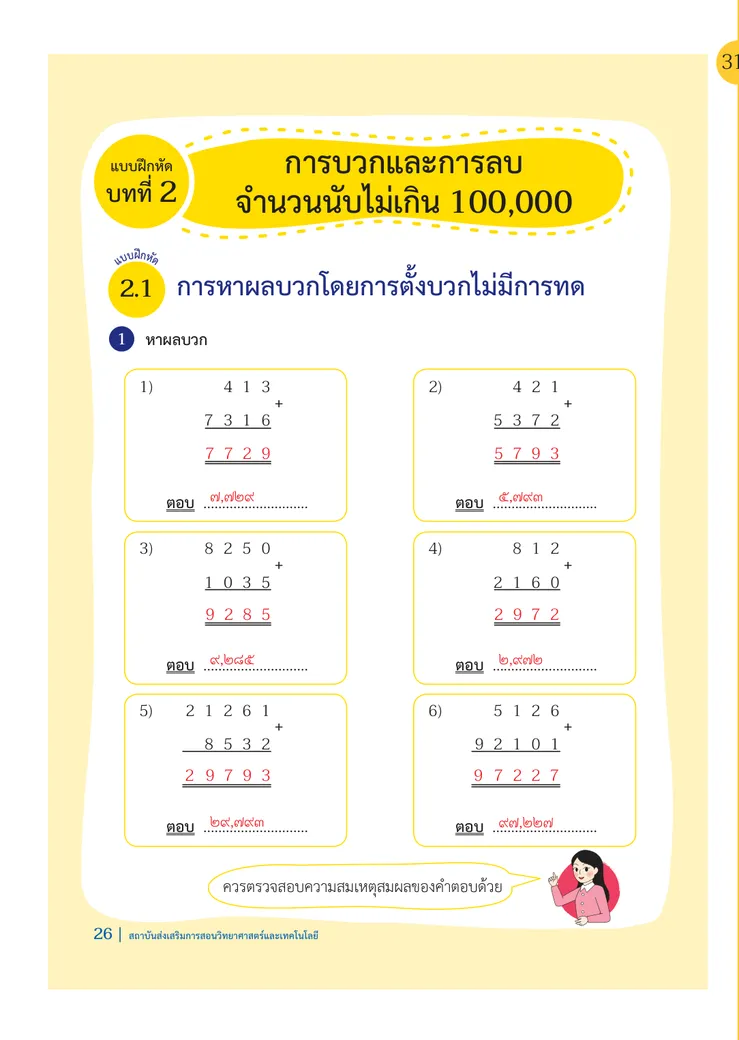 31
แบบฝึกหัด
บทที่ 2
การบวกและการลบ
จำนวนนับไม่เกิน 100,000
แบบฝึกหัด
2.1
การหาผลบวกโดยการตั้งบวกไม่มีการทด
1 หาผลบวก
1) 4 1 3
+
7 3 1 6
7 7 2 9
ตอบ ๗,๗๒๙
2) 4 2 1
+
5 3 7 2
5 7 9 3
ตอบ ๕,๗๙๓
3) 8 2 5 0
+
1 0 3 5
9 2 8 5
ตอบ ๙,๒๘๕
4) 8 1 2
+
2 1 6 0
2 9 7 2
ตอบ ๒,๙๗๒
5) 2 1 2 6 1
+
8 5 3 2
2 9 7 9 3
ตอบ ๒๙,๗๙๓
6) 5 1 2 6
+
9 2 1 0 1
9 7 2 2 7
ตอบ ๙๗,๒๒๗
ควรตรวจสอบความสมเหตุสมผลของคำตอบด้วย
26 | สถาบันส่งเสริมการสอนวิทยาศาสตร์และเทคโนโลยี